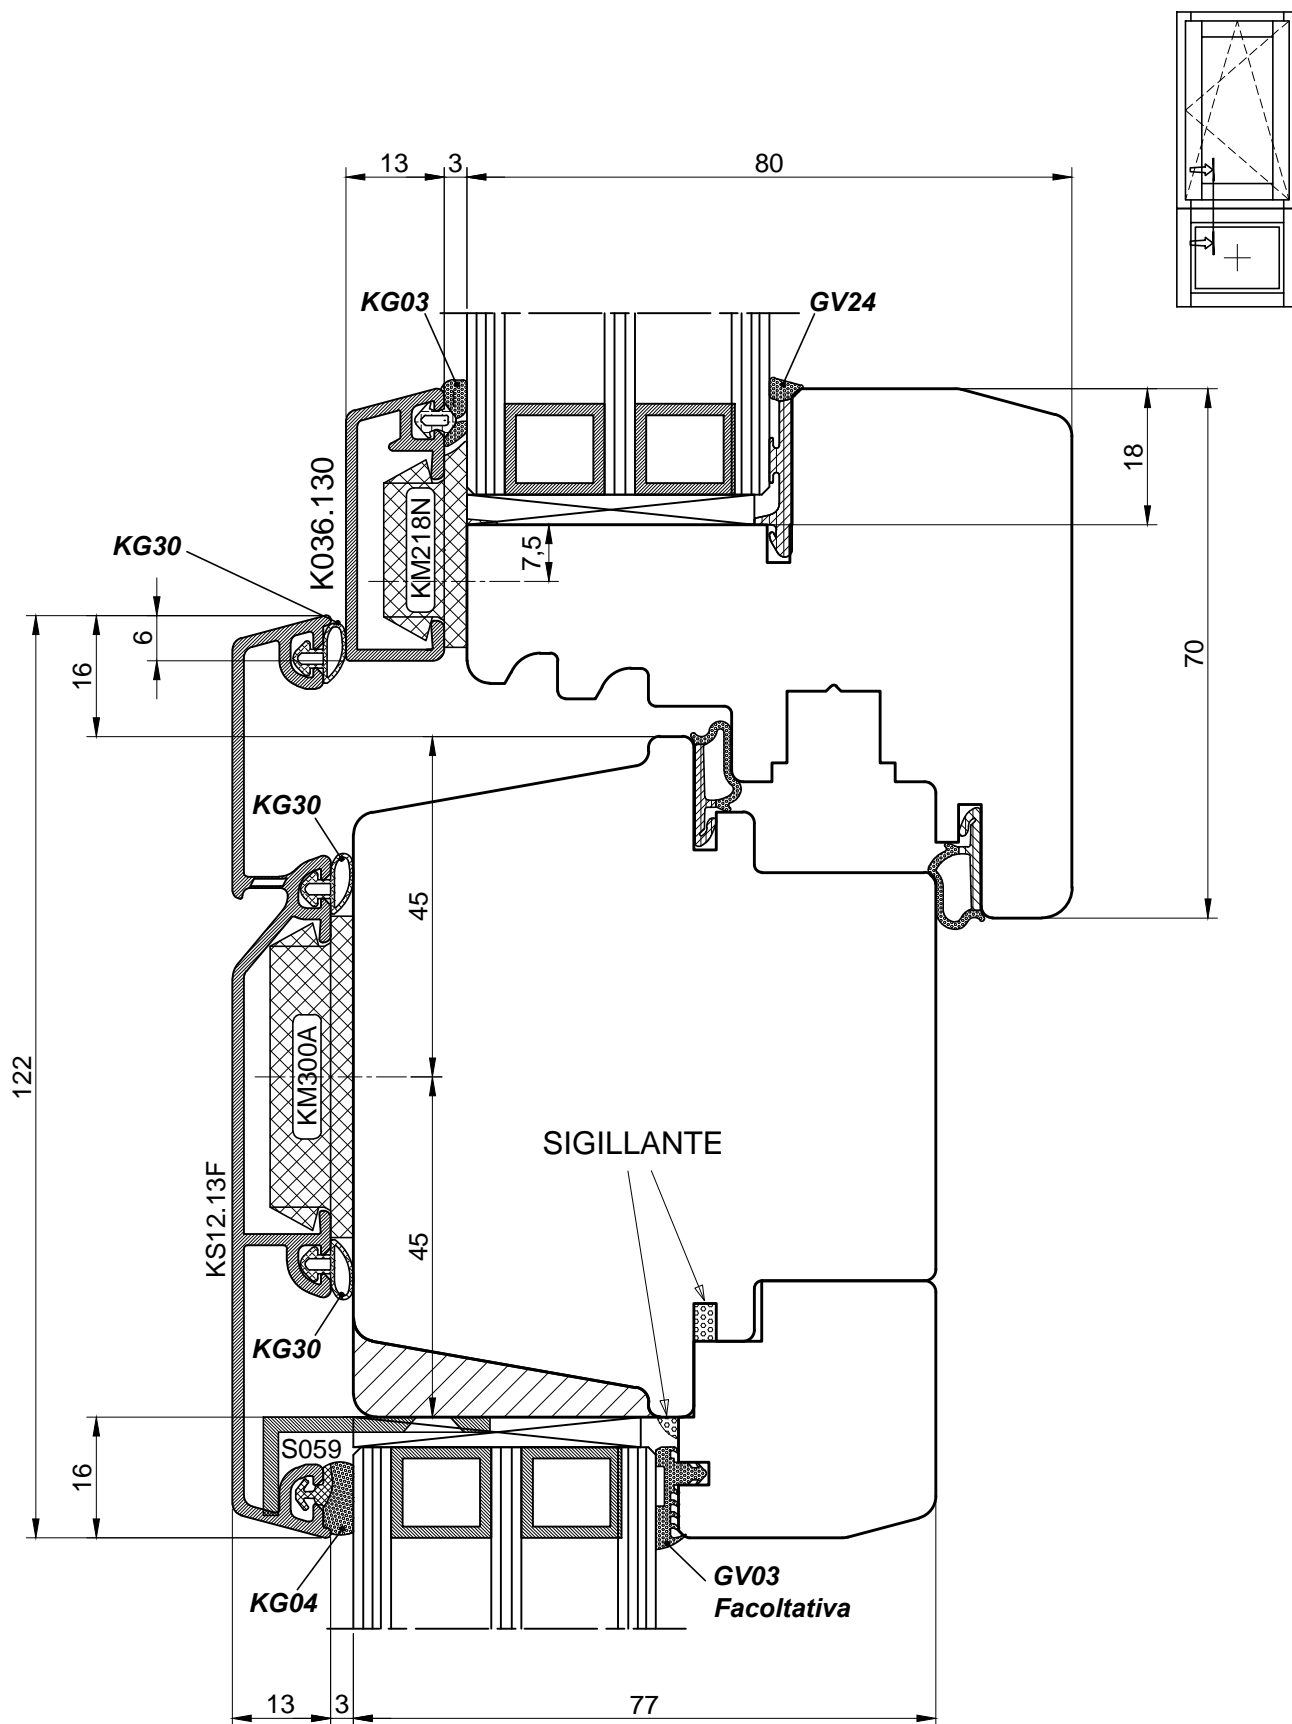 13
3
80
KG03
GV24
K036.130
KM218N
18
7,5
KG30
6
16
70
KG30
45
122
KM300A
SIGILLANTE
KS12.13F
45
KG30
S059
16
KG04
GV03
Facoltativa
13
3
77